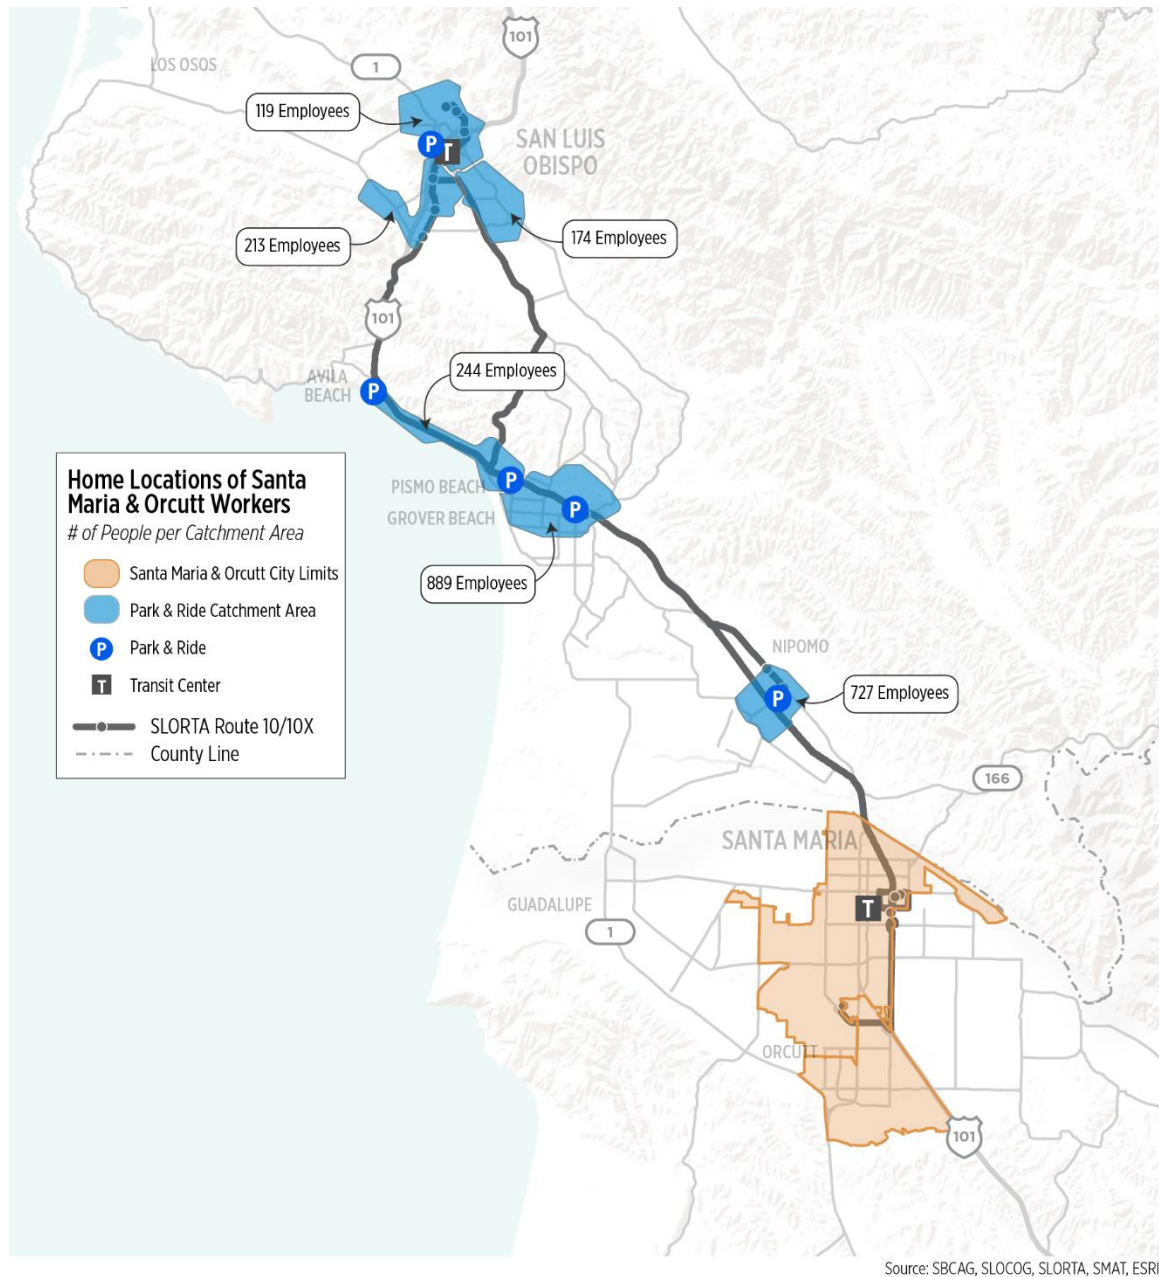 101
LOS OSOS
1
119 Employees
SAN LUIS
OBISPO
P
T
213 Employees
174 Employees
101
AVILA
BEACH
P
244 Employees
Home Locations of Santa
Maria & Orcutt Workers
# of People per Catchment Area
Santa Maria & Orcutt City Limits
Park & Ride Catchment Area
P Park & Ride
T Transit Center
SLORTA Route 10/10X
County Line
PISMO BEACH
P
GROVER BEACH
P
889 Employees
NIPOMO
P
727 Employees
166
SANTA MARIA
GUADALUPE
T
1
ORCUTT
101
Source: SBCAG, SLOCOG, SLORTA, SMAT, ESRI